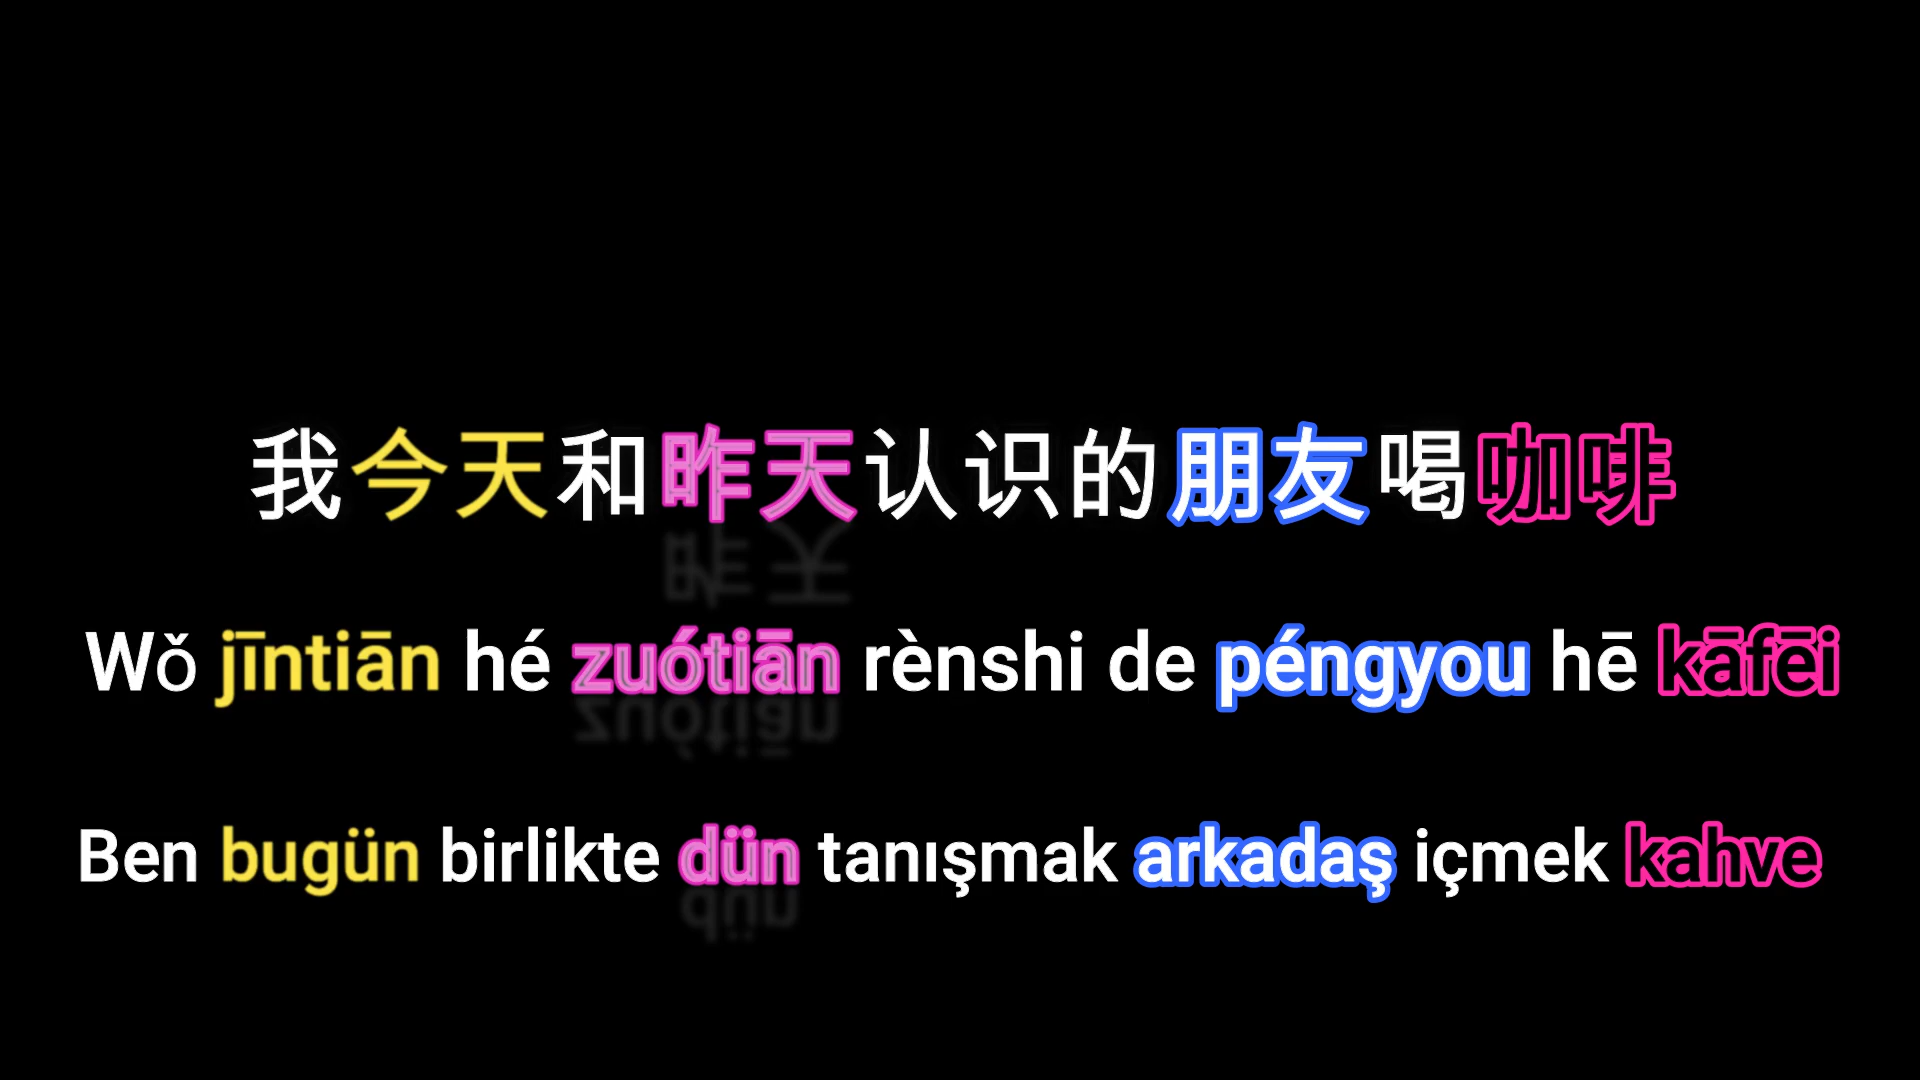 我今天和昨天认识的朋友喝咖啡
Wǒ jīntiān hé zuótiān rènshi de péngyou hē kāfēi
Ben bugün birlikte dün tanışmak arkadaş içmek kahve